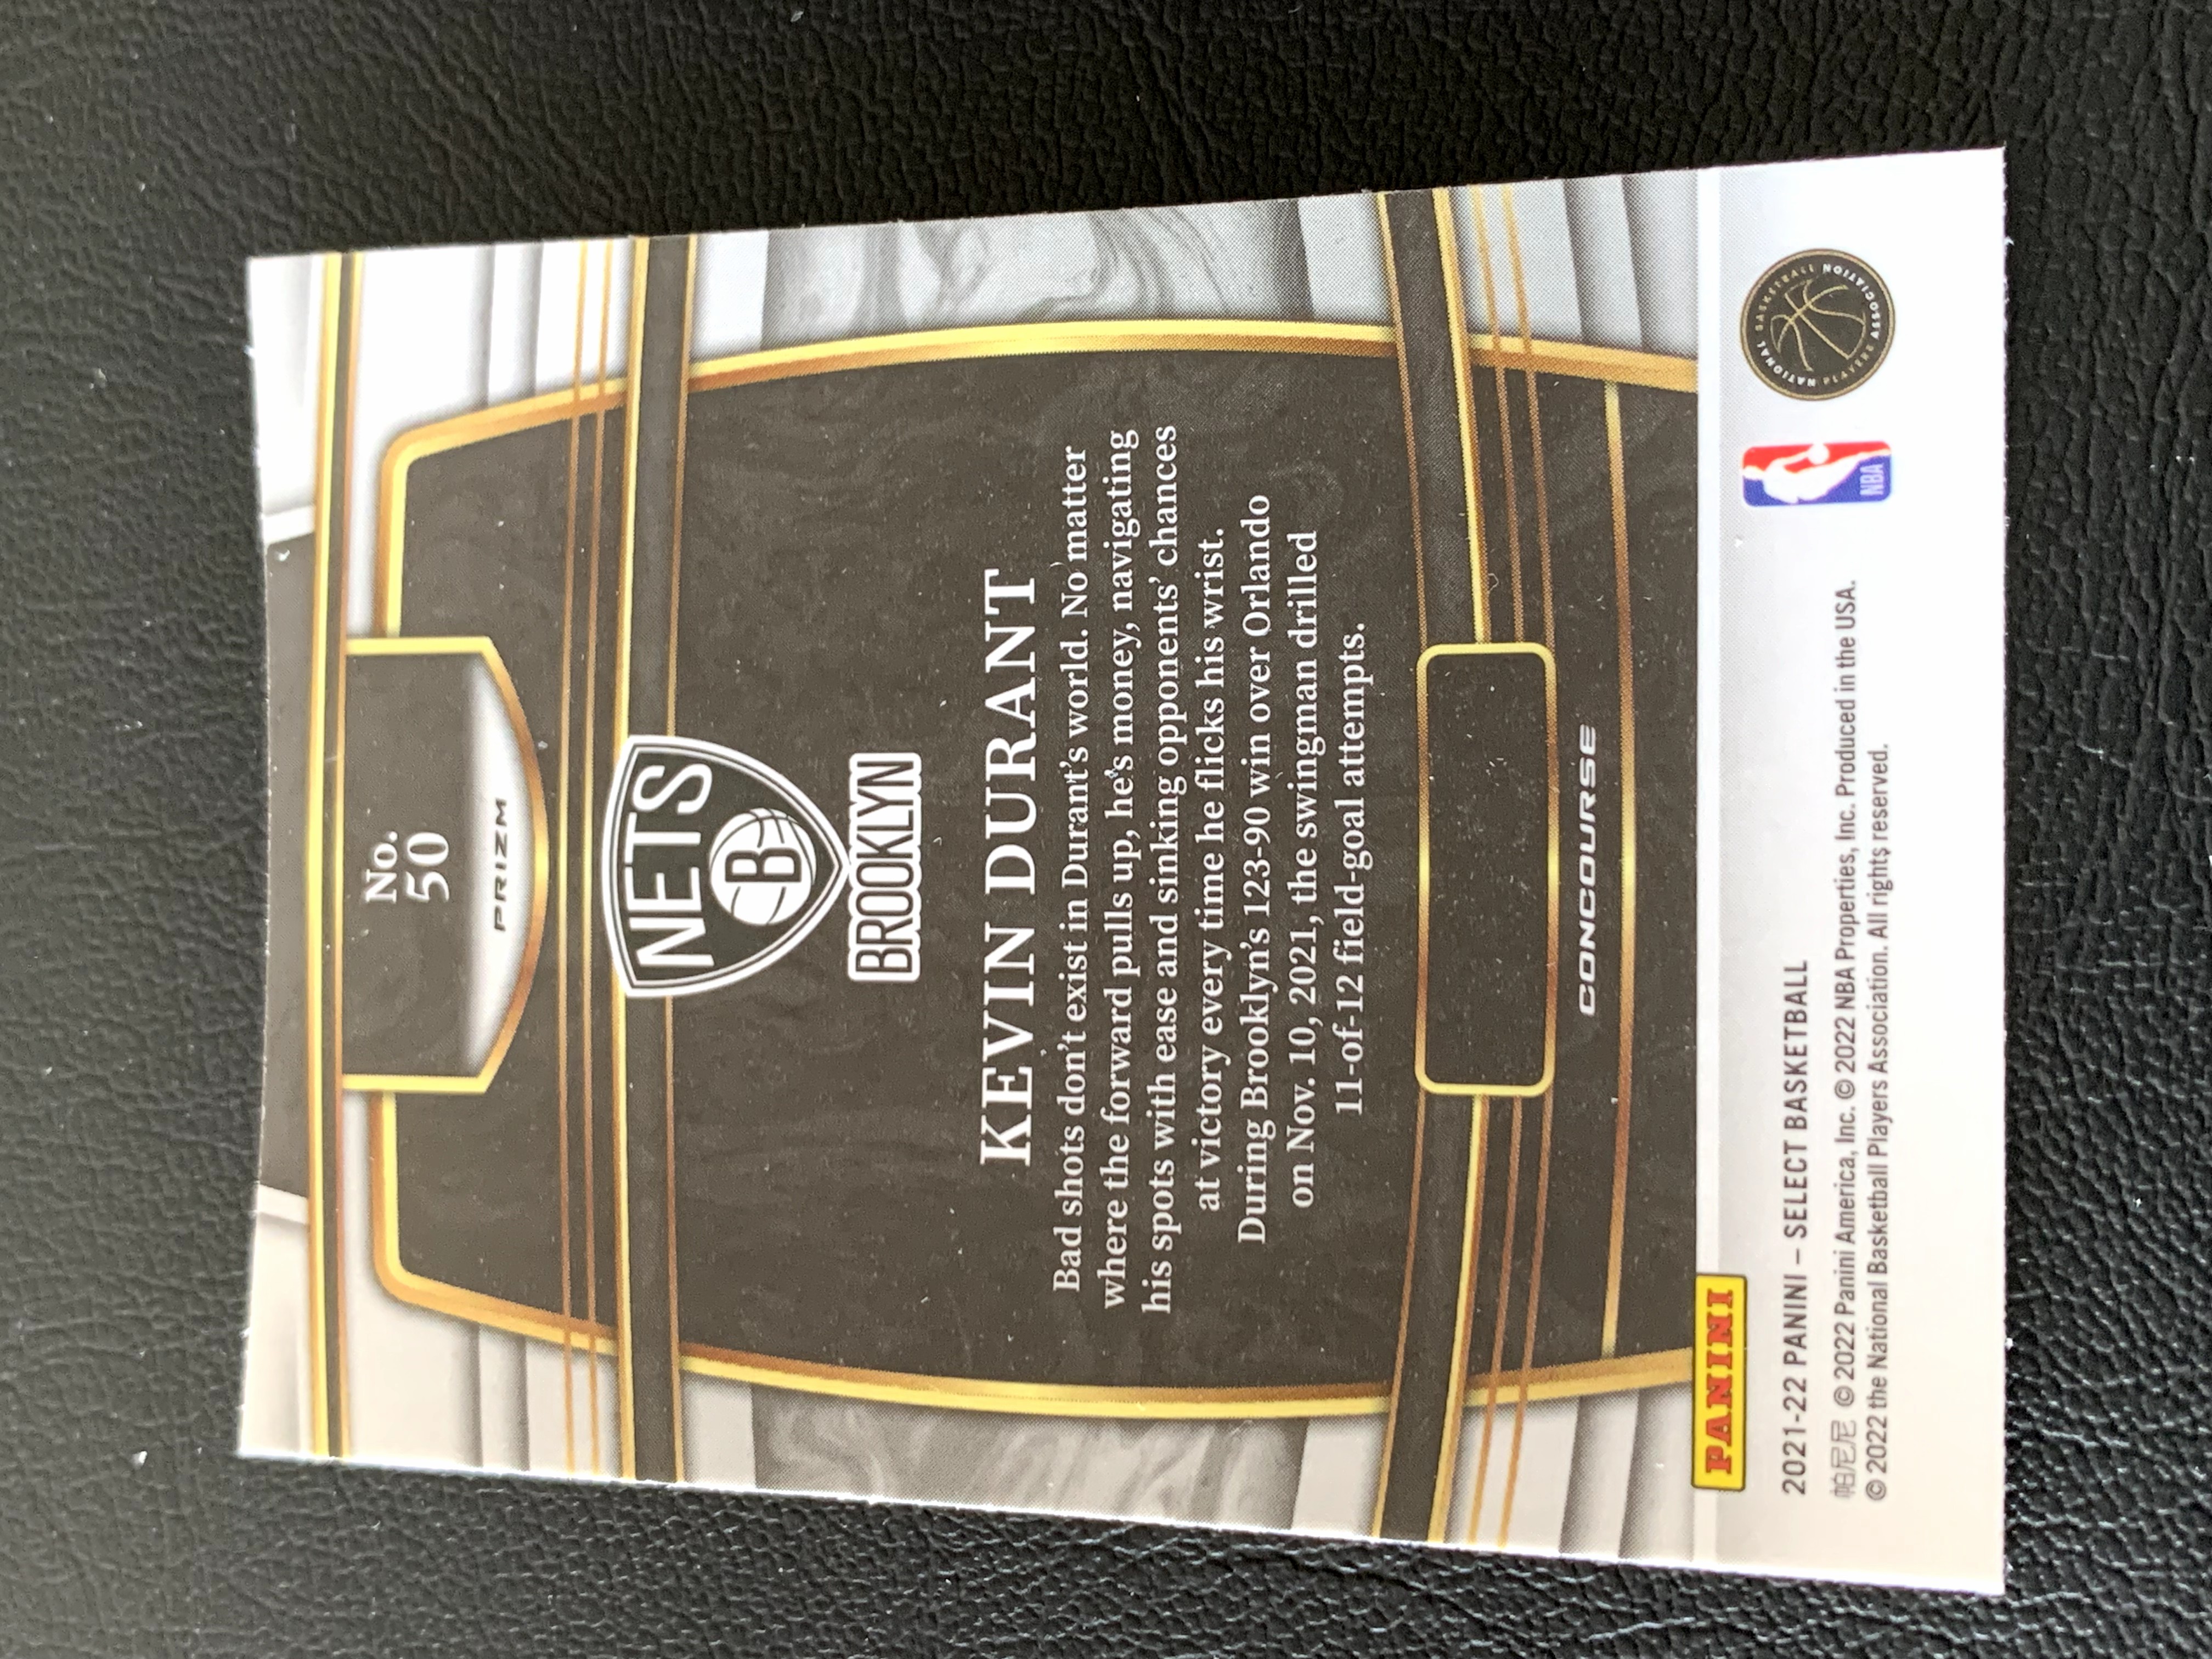 No.
50
PRIZM
NETS
B
BROOKLYN
KEVIN DURANT
Bad shots don't exist in Durant's world. No matter
where the forward pulls up, he's money, navigating
his spots with ease and sinking opponents' chances
at victory every time he flicks his wrist.
During Brooklyn's 123-90 win over Orlando
on Nov. 10, 2021, the swingman drilled
11-of-12 field-goal attempts.
CONCOURSE
PANINI
2021-22 PANINI – SELECT BASKETBALL
帕尼尼 © 2022 Panini America, Inc. © 2022 NBA Properties, Inc. Produced in the USA.
© 2022 the National Basketball Players Association. All rights reserved.
NBA
NATIONAL BASKETBALL PLAYERS ASSOCIATION